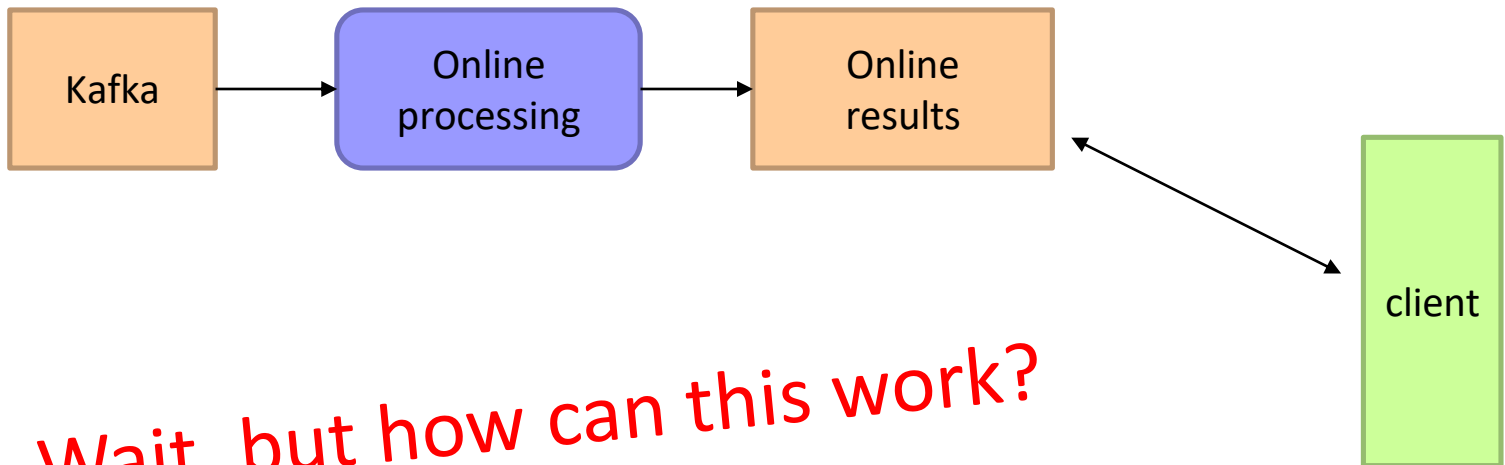 Kafka
Online
processing
Online
results
client
Wait, but how can this work?